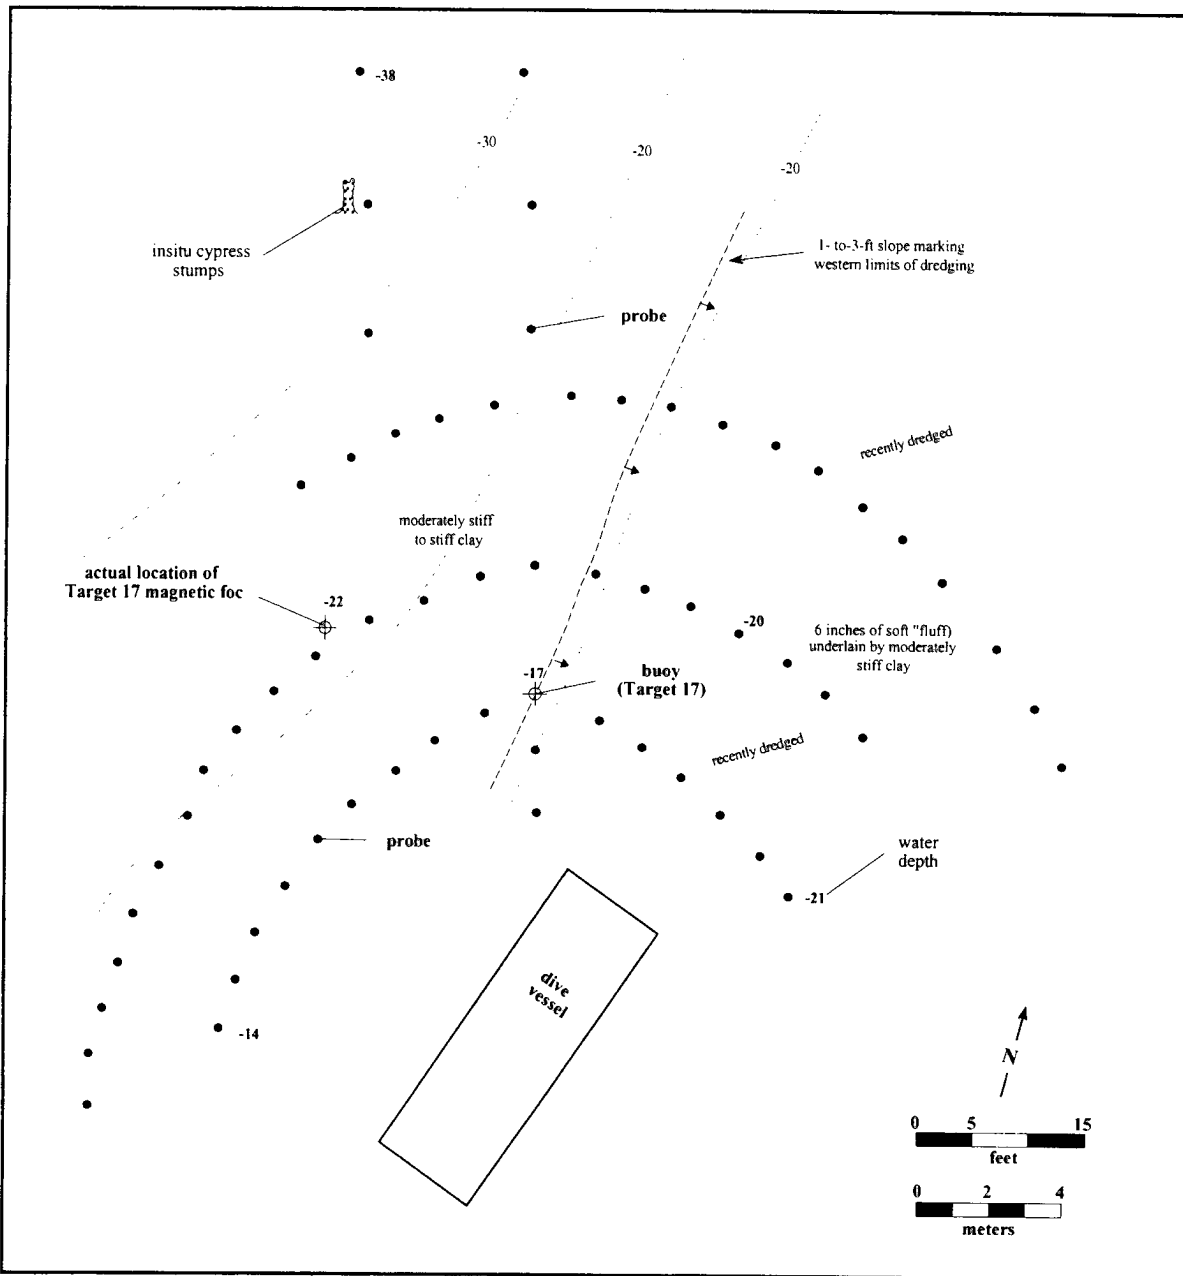 -38
-30
-20
-20
insitu cypress
stumps
1- to-3-ft slope marking
western limits of dredging
probe
recently dredged
moderately stiff
to stiff clay
actual location of
Target 17 magnetic foc
-22
-20
6 inches of soft "fluff)
underlain by moderately
stiff clay
-17
buoy
(Target 17)
recently dredged
probe
water
depth
-21
dive
vessel
-14
N
0 5 15
feet
0 2 4
meters